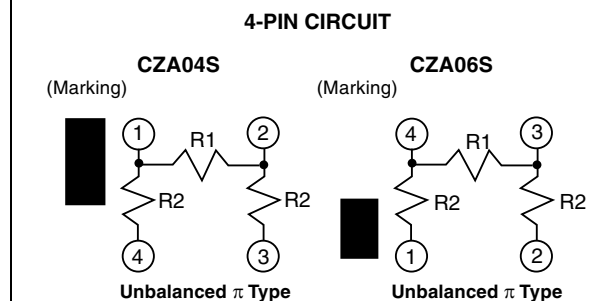 4-PIN CIRCUIT
CZA04S
(Marking)
1
R1
2
R2
R2
4
3
Unbalanced π Type
CZA06S
(Marking)
4
R1
3
R2
R2
1
2
Unbalanced π Type